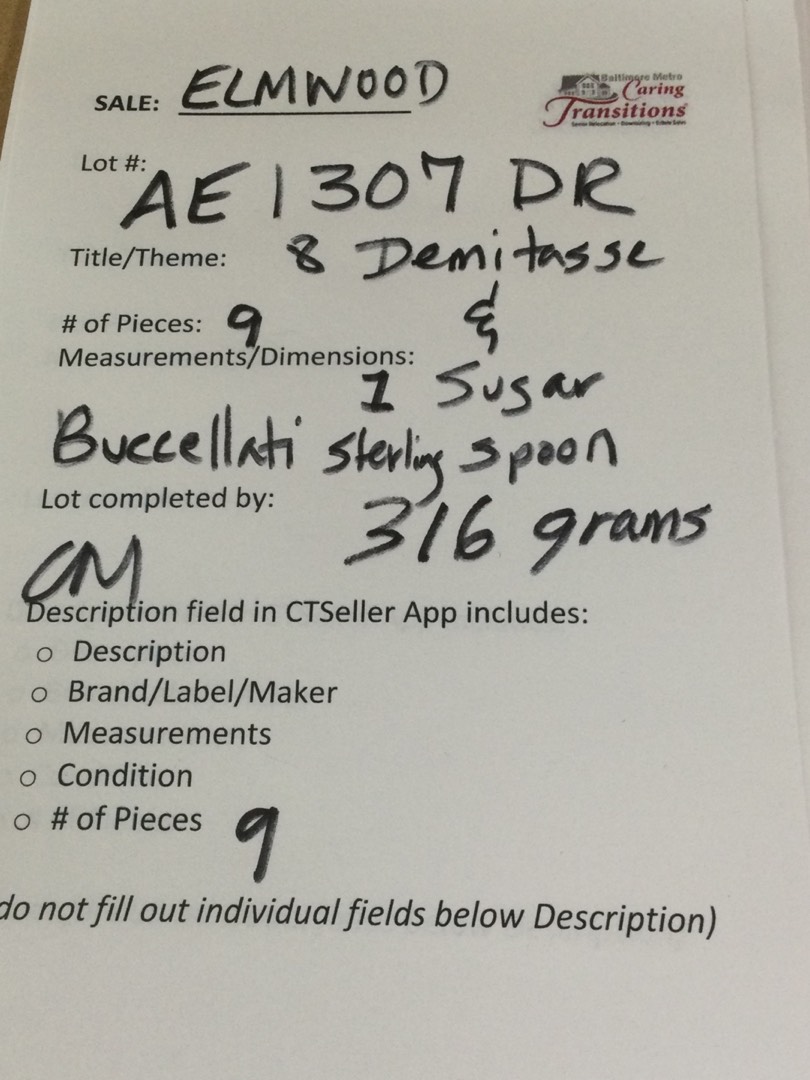 SALE: ELMWOOD
Baltimore Metro
Caring
Transitions
Lot #: AE1307 DR
Title/Theme: 8 Demitasse
# of Pieces: 9 &
Measurements/Dimensions:
1 Sugar
Buccellati Sterling spoon
Lot completed by: 316 grams
CM
Description field in CTSeller App includes:
○ Description
○ Brand/Label/Maker
○ Measurements
○ Condition
○ # of Pieces 9
do not fill out individual fields below Description)